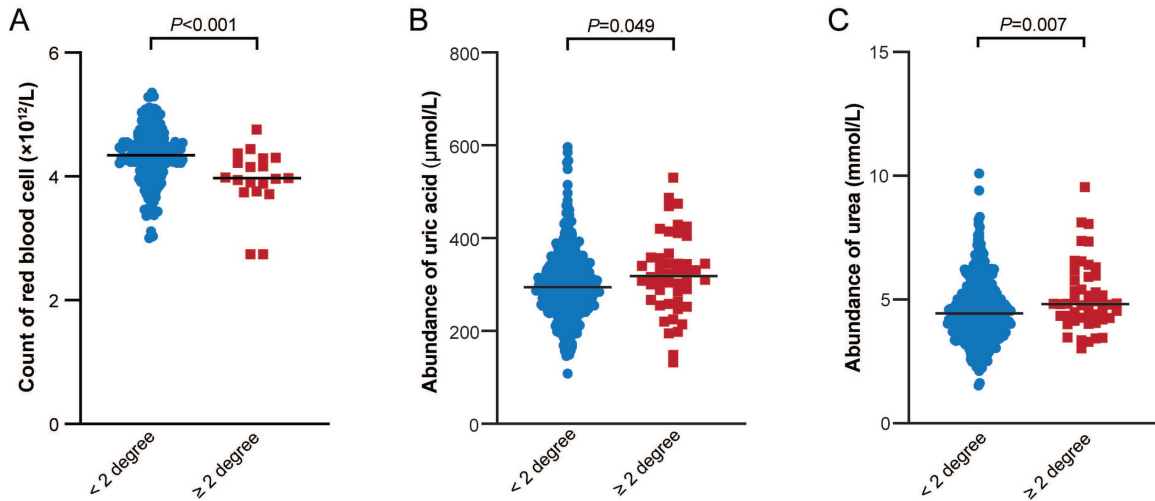 A
P<0.001
Count of red blood cell (×10¹²/L)
6
4
2
0
< 2 degree
≥ 2 degree
B
P=0.049
Abundance of uric acid (μmol/L)
800
600
400
200
0
< 2 degree
≥ 2 degree
C
P=0.007
Abundance of urea (nmol/L)
15
10
5
0
< 2 degree
≥ 2 degree